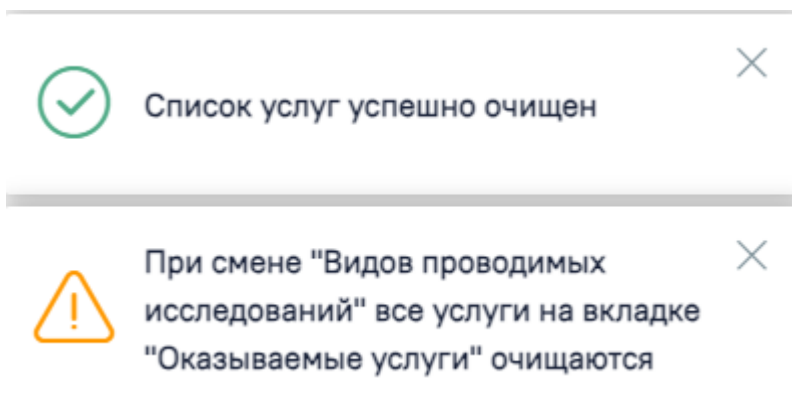 Список услуг успешно очищен
При смене "Видов проводимых
исследований" все услуги на вкладке
"Оказываемые услуги" очищаются